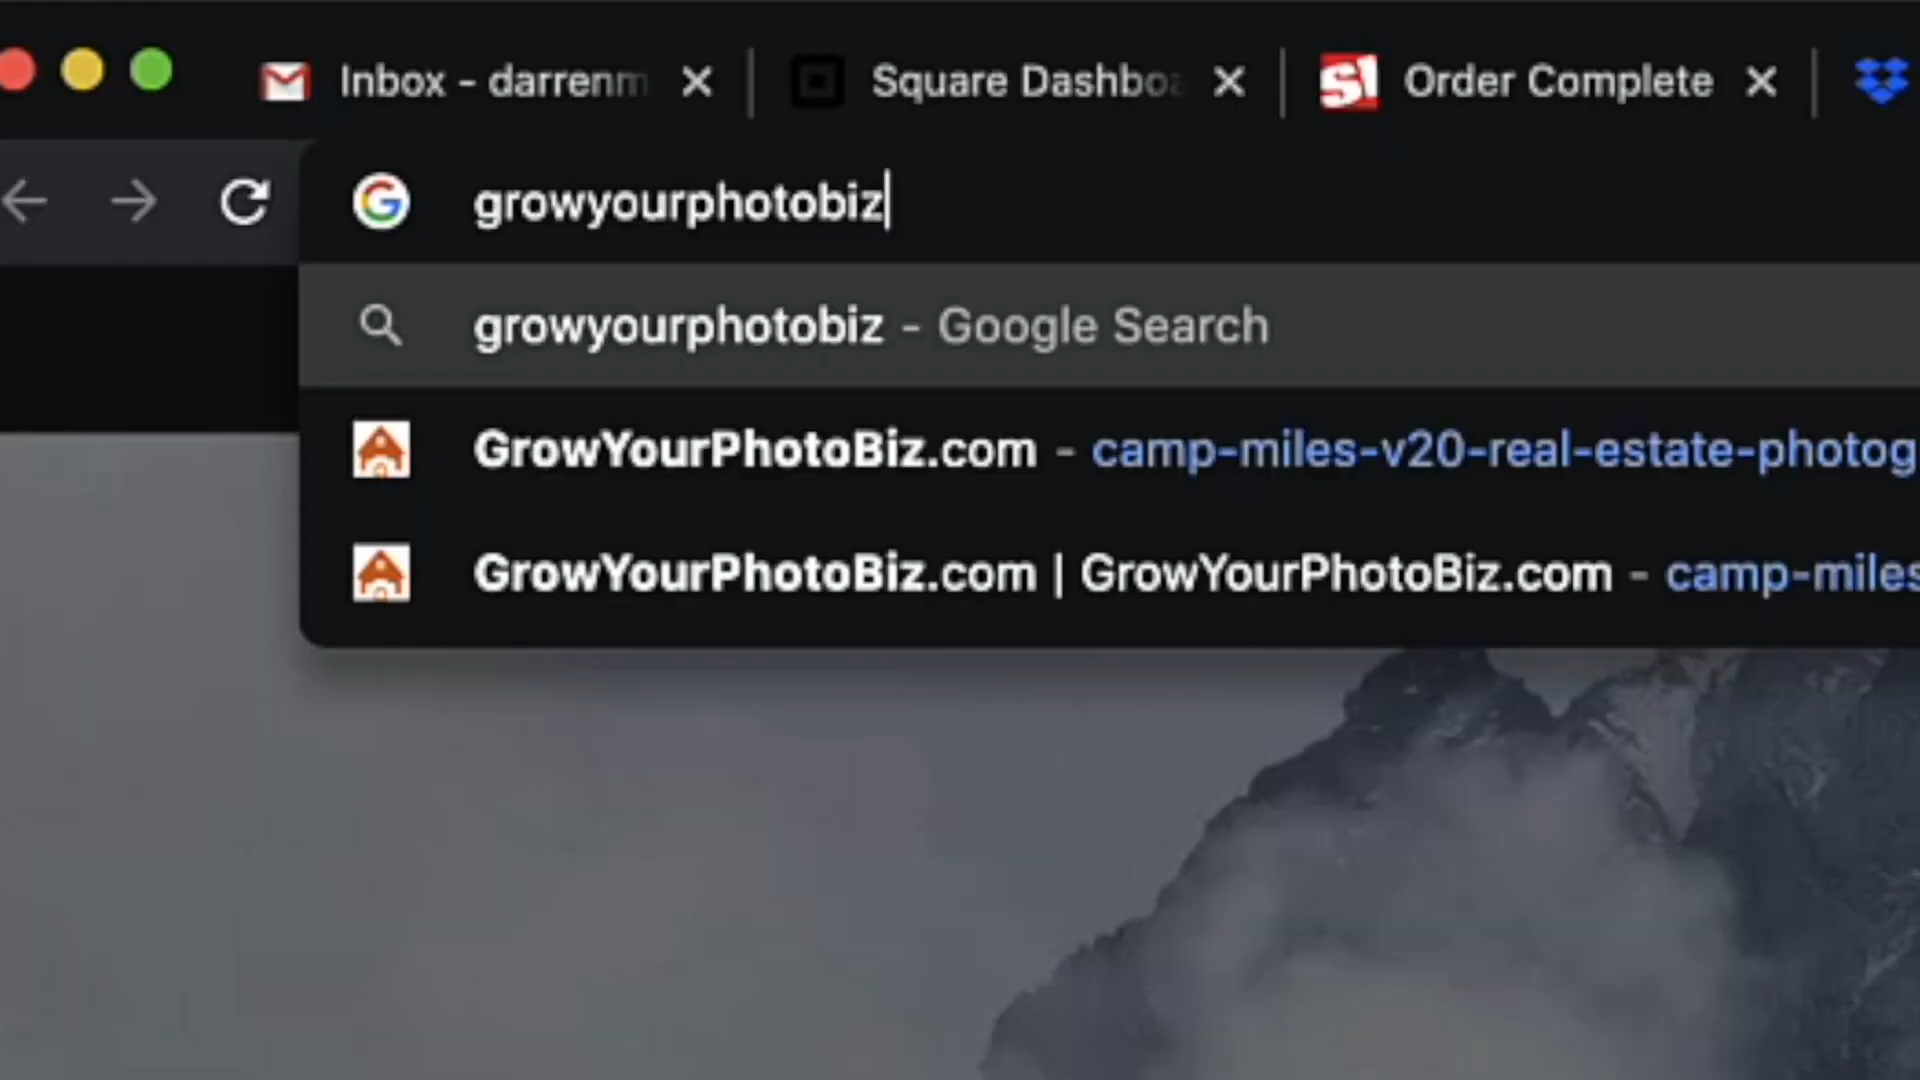 Inbox - darrenm
Square Dashboa
Order Complete
growyourphotobiz
growyourphotobiz - Google Search
GrowYourPhotoBiz.com - camp-miles-v20-real-estate-photog
GrowYourPhotoBiz.com | GrowYourPhotoBiz.com - camp-miles